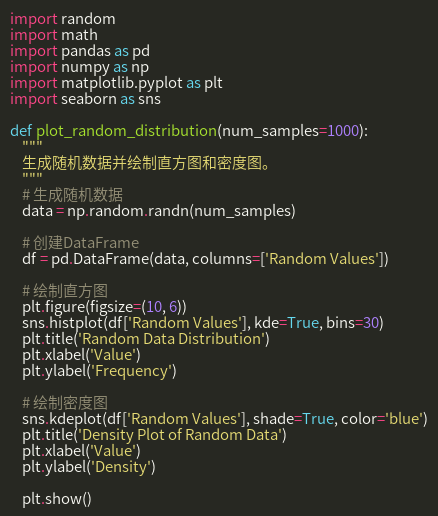 import random
import math
import pandas as pd
import numpy as np
import matplotlib.pyplot as plt
import seaborn as sns

def plot_random_distribution(num_samples=1000):
    """
    生成随机数据并绘制直方图和密度图。
    """
    # 生成随机数据
    data = np.random.randn(num_samples)

    # 创建DataFrame
    df = pd.DataFrame(data, columns=['Random Values'])

    # 绘制直方图
    plt.figure(figsize=(10, 6))
    sns.histplot(df['Random Values'], kde=True, bins=30)
    plt.title('Random Data Distribution')
    plt.xlabel('Value')
    plt.ylabel('Frequency')

    # 绘制密度图
    sns.kdeplot(df['Random Values'], shade=True, color='blue')
    plt.title('Density Plot of Random Data')
    plt.xlabel('Value')
    plt.ylabel('Density')

    plt.show()